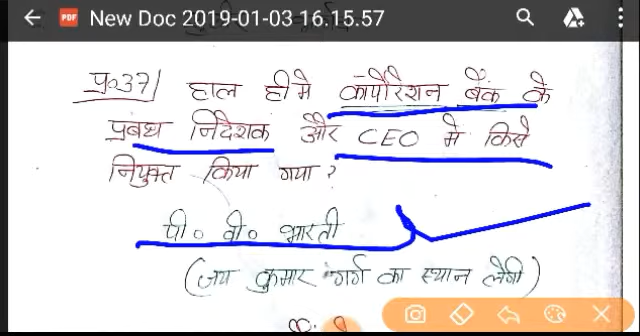 New Doc 2019-01-03 16.15.57
प्र०37/ हाल ही मे कॉर्पोरेशन बैंक के
प्रबंध निदेशक और CEO मे किसे
नियुक्त किया गया?
पी० वी० भारती
(जय कुमार गर्ग का स्थान लेंगी)